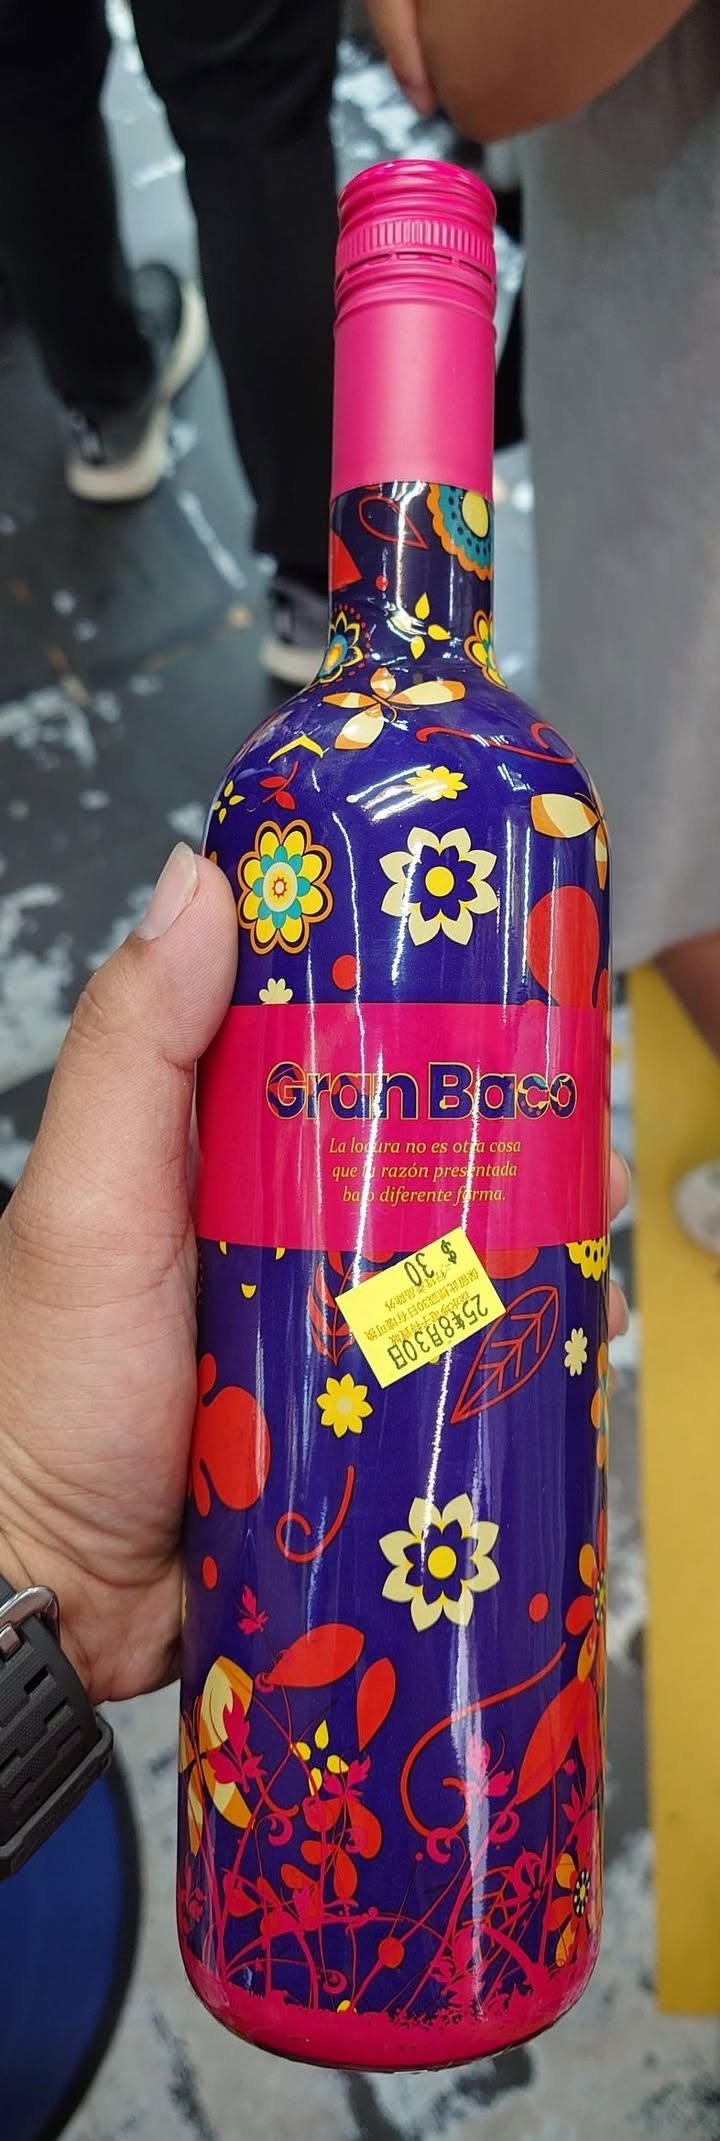 Gran Baco
La locura no es otra cosa
que la razón presentada
bajo diferente forma.
$ 30
25年8月30日